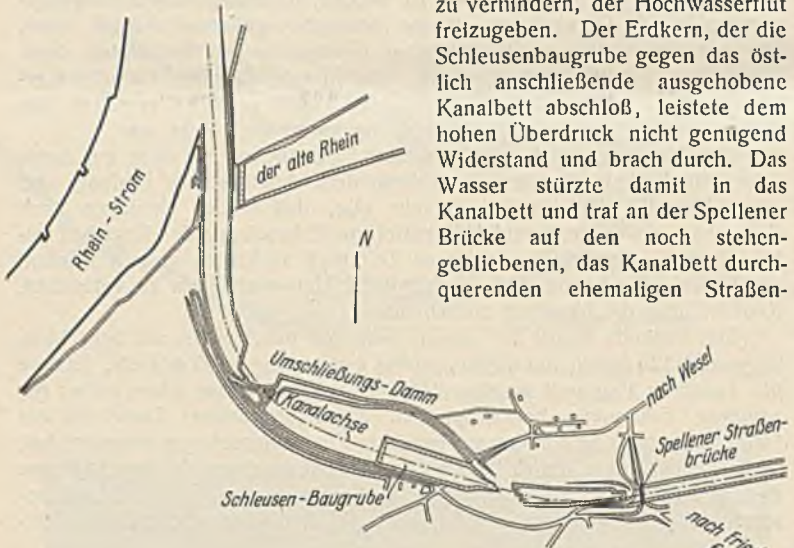 zu verhindern, der Hochwasserflut
freizugeben. Der Erdkern, der die
Schleusenbaugrube gegen das öst-
lich anschließende ausgehobene
Kanalbett abschloß, leistete dem
hohen Überdruck nicht genügend
Widerstand und brach durch. Das
Wasser stürzte damit in das
Kanalbett und traf an der Spellener
Brücke auf den noch stehen-
gebliebenen, das Kanalbett durch-
querenden ehemaligen Straßen-
der alte Rhein
Rhein-Strom
N
Umschließungs-Damm
Kanalachse
Schleusen-Baugrube
nach Wesel
Spellener Straßen-
brücke
nach